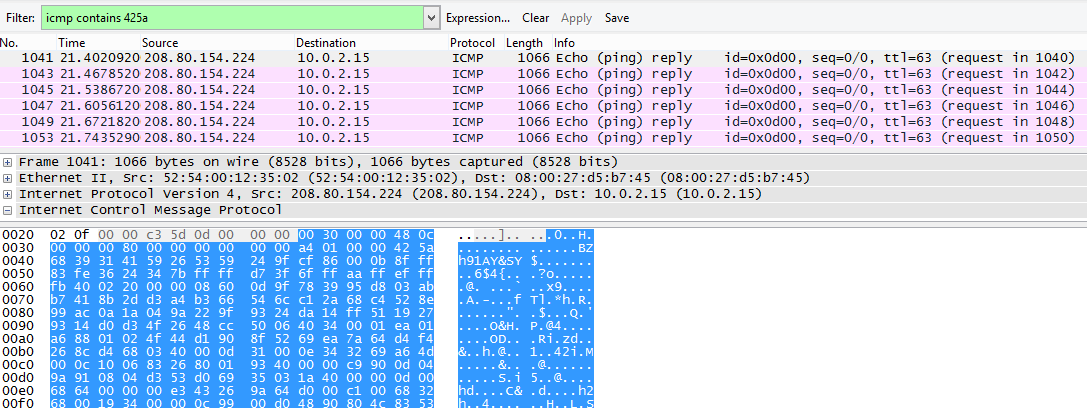 Filter: icmp contains 425a Expression... Clear Apply Save
No. Time Source Destination Protocol Length Info
1041 21.4020920 208.80.154.224 10.0.2.15 ICMP 1066 Echo (ping) reply id=0x0d00, seq=0/0, ttl=63 (request in 1040)
1043 21.4678520 208.80.154.224 10.0.2.15 ICMP 1066 Echo (ping) reply id=0x0d00, seq=0/0, ttl=63 (request in 1042)
1045 21.5386720 208.80.154.224 10.0.2.15 ICMP 1066 Echo (ping) reply id=0x0d00, seq=0/0, ttl=63 (request in 1044)
1047 21.6056120 208.80.154.224 10.0.2.15 ICMP 1066 Echo (ping) reply id=0x0d00, seq=0/0, ttl=63 (request in 1046)
1049 21.6721820 208.80.154.224 10.0.2.15 ICMP 1066 Echo (ping) reply id=0x0d00, seq=0/0, ttl=63 (request in 1048)
1053 21.7435290 208.80.154.224 10.0.2.15 ICMP 1066 Echo (ping) reply id=0x0d00, seq=0/0, ttl=63 (request in 1050)
Frame 1041: 1066 bytes on wire (8528 bits), 1066 bytes captured (8528 bits)
Ethernet II, Src: 52:54:00:12:35:02 (52:54:00:12:35:02), Dst: 08:00:27:d5:b7:45 (08:00:27:d5:b7:45)
Internet Protocol Version 4, Src: 208.80.154.224 (208.80.154.224), Dst: 10.0.2.15 (10.0.2.15)
Internet Control Message Protocol
0020 02 0f 00 00 c3 5d 0d 00 00 00 00 30 00 00 48 0c .....].. ...0..H.
0030 00 00 00 80 00 00 00 00 00 00 a4 01 00 00 42 5a ........ ......BZ
0040 68 39 31 41 59 26 53 59 24 9f cf 86 00 0b 8f ff h91AY&SY $.......
0050 83 fe 36 24 34 7b ff ff d7 3f 6f ff aa ff ef ff ..6$4{.. .?o.....
0060 fb 40 02 20 00 00 08 60 0d 9f 78 39 95 d8 03 ab .@. ...` ..x9....
0070 b7 41 8b 2d d3 a4 b3 66 54 6c c1 2a 68 c4 52 8e .A.-...f Tl.*h.R.
0080 99 ac 0a 1a 04 9a 22 9f 93 24 da 14 ff 51 19 27 ......". .$...Q.'
0090 93 14 d0 d3 4f 26 48 cc 50 06 40 34 00 01 ea 01 ....O&H. P.@4....
00a0 a6 88 01 02 4f 44 d1 90 8f 52 69 ea 7a 64 d4 f4 ....OD.. .Ri.zd..
00b0 26 8c d4 68 03 40 00 0d 31 00 0e 34 32 69 a6 4d &..h.@.. 1..42i.M
00c0 00 0c 10 06 83 26 80 01 93 40 00 00 c9 90 0d 04 .....&.. .@......
00d0 9a 91 08 04 d3 53 d0 69 35 03 1a 40 00 00 0d 00 .....S.i 5..@....
00e0 68 64 00 00 00 e3 43 26 9a 64 d0 00 c1 00 68 32 hd....C& .d....h2
00f0 68 00 19 34 00 00 0c 99 00 d0 48 90 80 4c 83 53 h..4.... ..H..L.S